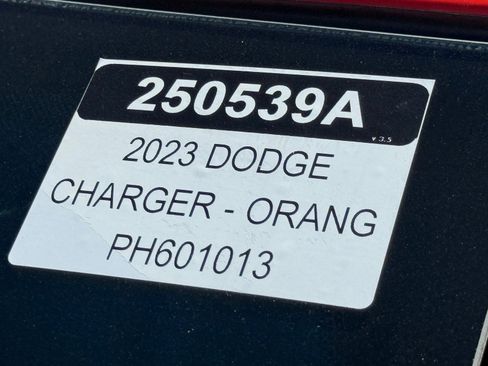 250539A
v 3.5
2023 DODGE
CHARGER - ORANG
PH601013